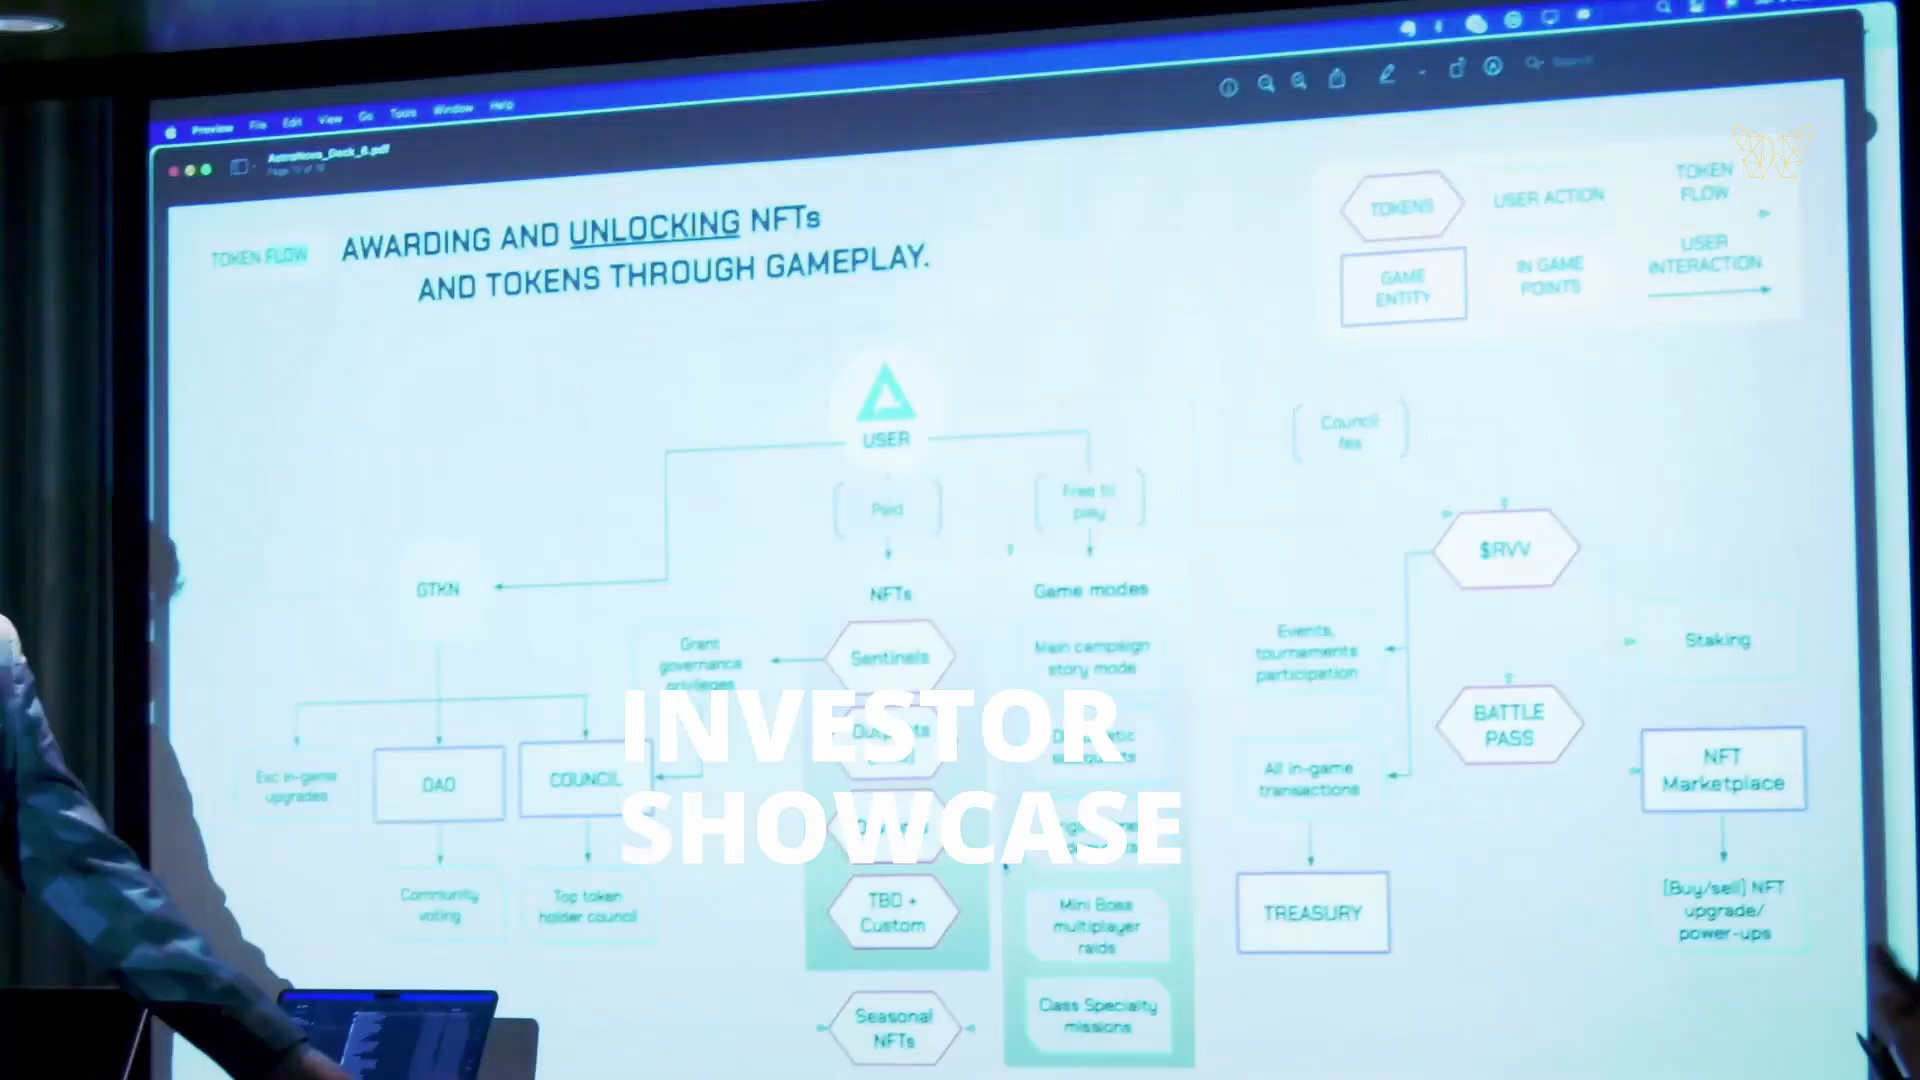 Preview File Edit View Go Tools Window Help
AstraNova_Deck_6.pdf
Search
TOKEN FLOW
AWARDING AND UNLOCKING NFTs
AND TOKENS THROUGH GAMEPLAY.
TOKENS
USER ACTION
TOKEN
FLOW
GAME
ENTITY
IN GAME
POINTS
USER
INTERACTION
USER
Paid
Free to
play
Council
fee
GTKN
NFTs
Game modes
$RVV
Grant
governance
privileges
Sentinels
Main campaign
story mode
Events,
tournaments
participation
Staking
BATTLE
PASS
Exc in-game
upgrades
DAO
COUNCIL
INVESTOR
SHOWCASE
All in-game
transactions
NFT
Marketplace
Community
voting
Top token
holder council
TBD +
Custom
Mini Boss
multiplayer
raids
TREASURY
[Buy/sell] NFT
upgrade/
power-ups
Seasonal
NFTs
Class Specialty
missions